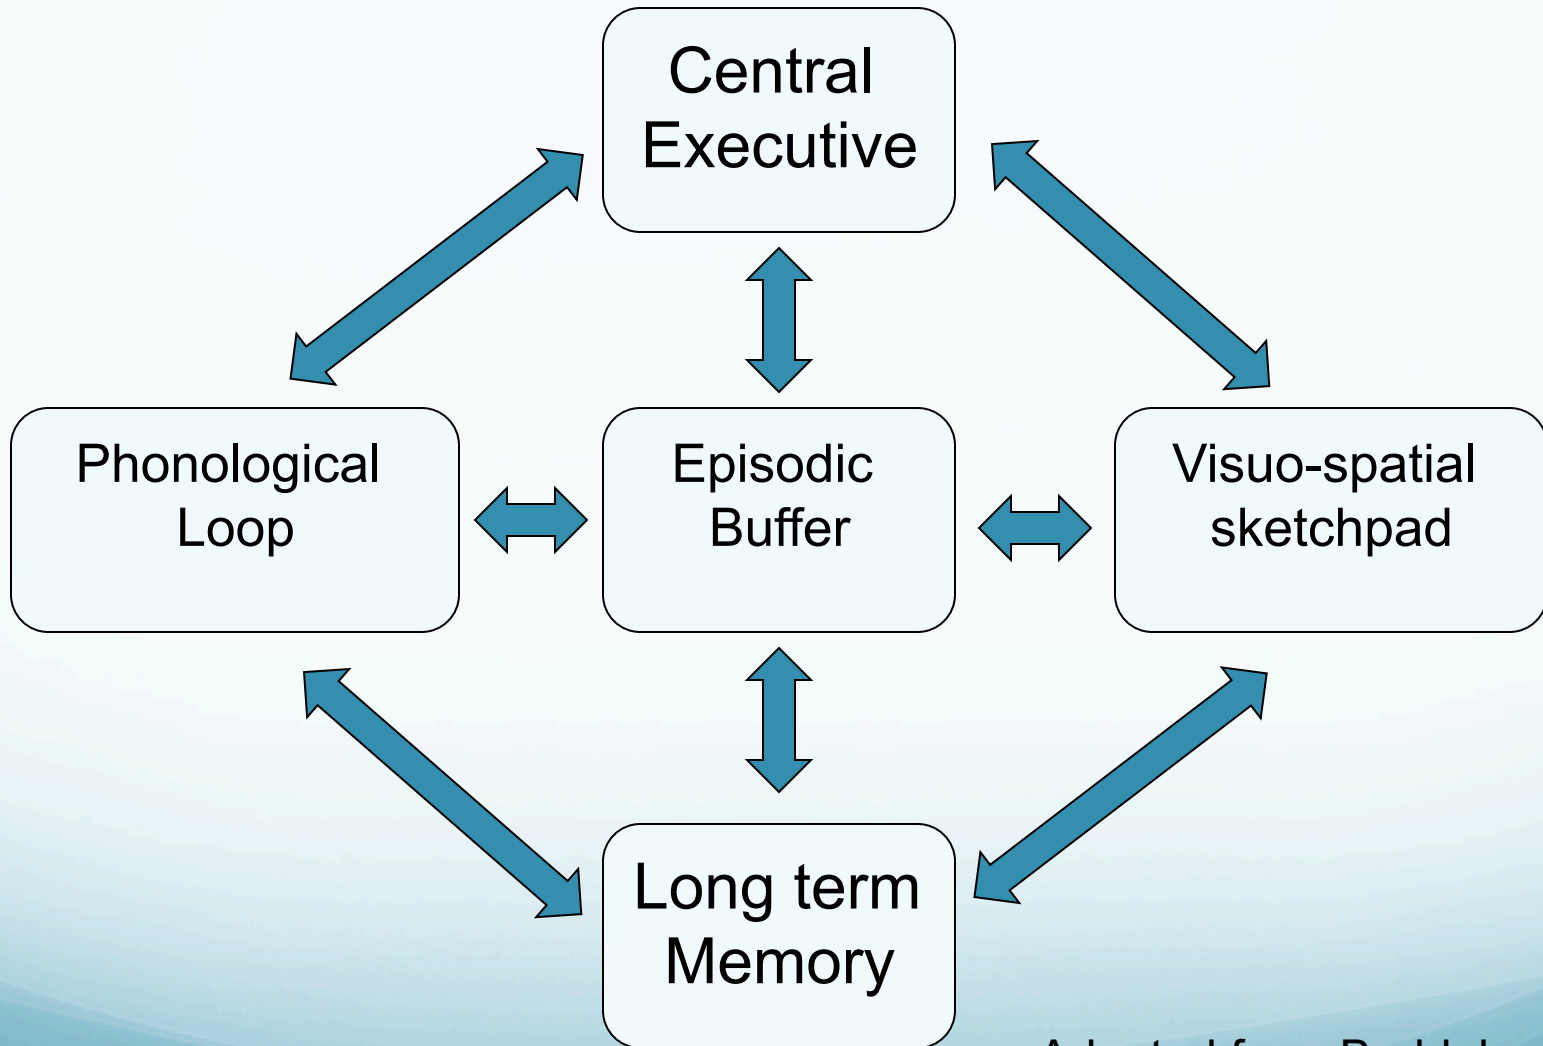 Central
Executive
Phonological
Loop
Episodic
Buffer
Visuo-spatial
sketchpad
Long term
Memory